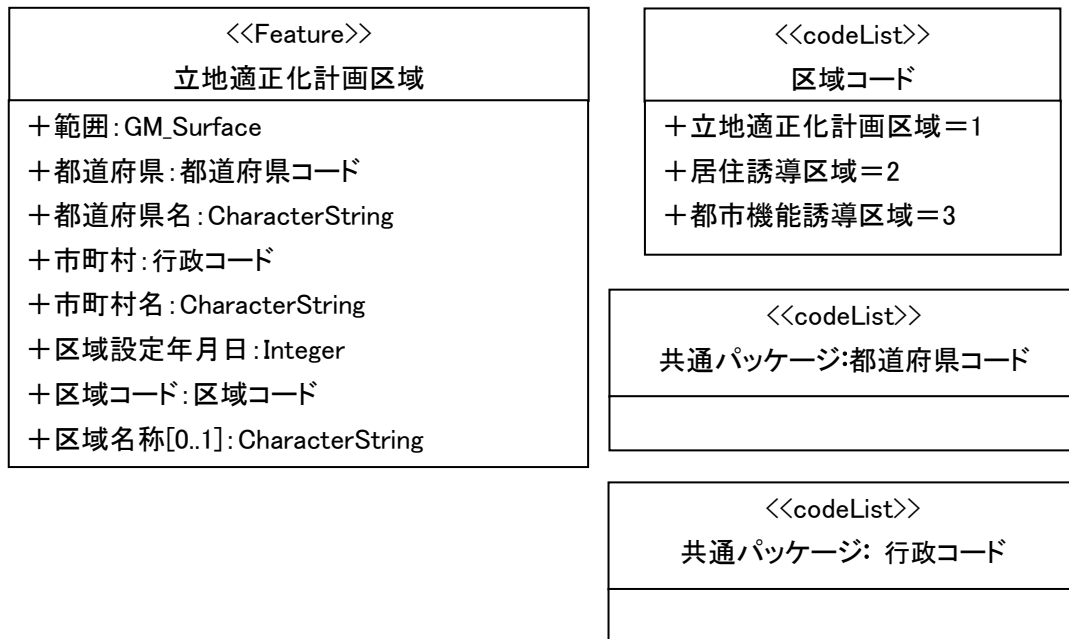 <<Feature>>
立地適正化計画区域
＋範囲：GM_Surface
＋都道府県：都道府県コード
＋都道府県名：CharacterString
＋市町村：行政コード
＋市町村名：CharacterString
＋区域設定年月日：Integer
＋区域コード：区域コード
＋区域名称[0..1]：CharacterString
<<codeList>>
区域コード
＋立地適正化計画区域＝1
＋居住誘導区域＝2
＋都市機能誘導区域＝3
<<codeList>>
共通パッケージ：都道府県コード
<<codeList>>
共通パッケージ： 行政コード